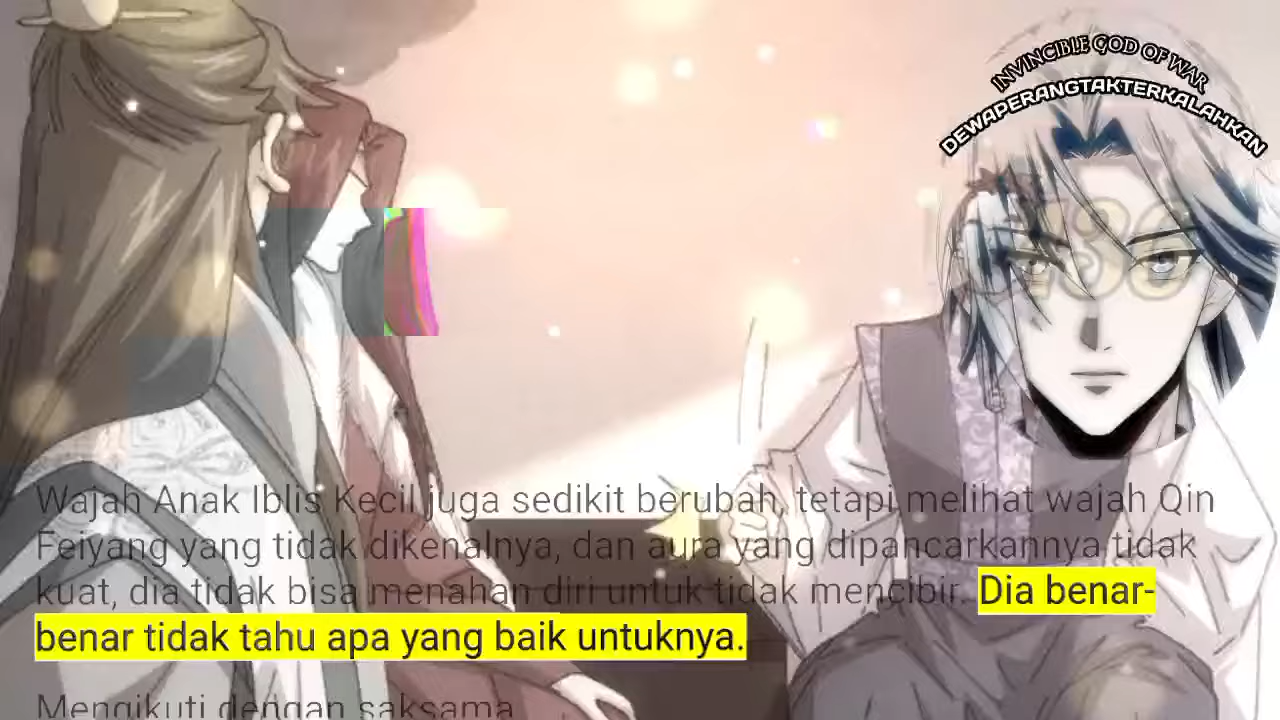 INVINCIBLE GOD OF WAR
DEWAPERANGTAKTERKALAHKAN
Wajah Anak Iblis Kecil juga sedikit berubah, tetapi melihat wajah Qin
Feiyang yang tidak dikenalnya, dan aura yang dipancarkannya tidak
kuat, dia tidak bisa menahan diri untuk tidak mencibir. Dia benar-
benar tidak tahu apa yang baik untuknya.
Mengikuti dengan saksama